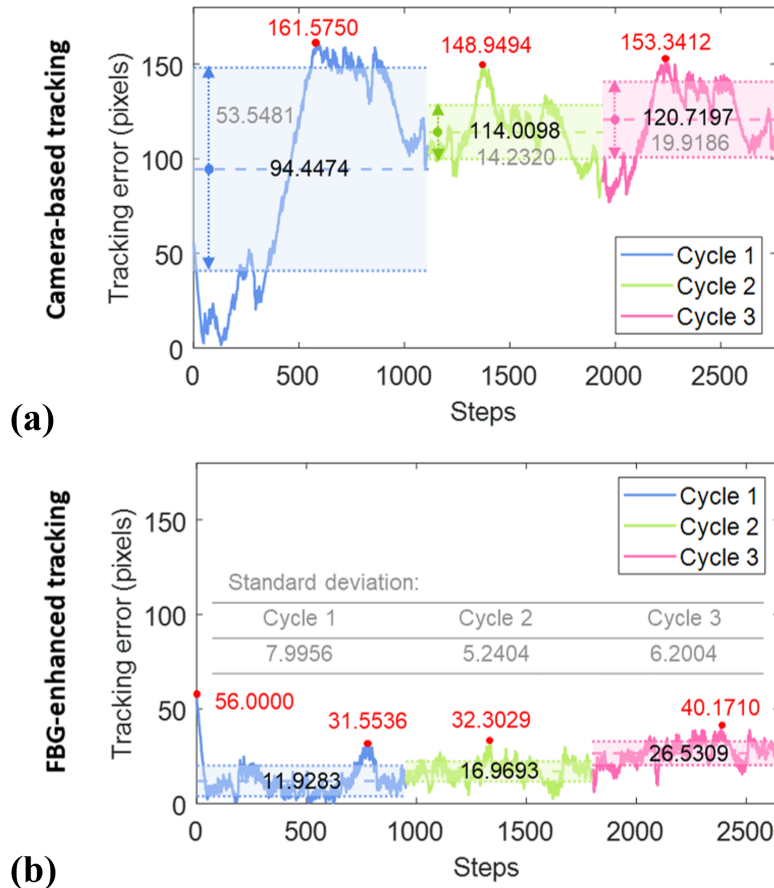 Camera-based tracking
Tracking error (pixels)
150
100
50
0
161.5750
148.9494
153.3412
53.5481
94.4474
114.0098
14.2320
120.7197
19.9186
Cycle 1
Cycle 2
Cycle 3
0
500
1000
1500
2000
2500
Steps
(a)
FBG-enhanced tracking
Tracking error (pixels)
150
100
50
0
Cycle 1
Cycle 2
Cycle 3
Standard deviation:
Cycle 1 Cycle 2 Cycle 3
7.9956 5.2404 6.2004
56.0000
31.5536
32.3029
40.1710
11.9283
16.9693
26.5309
0
500
1000
1500
2000
2500
Steps
(b)